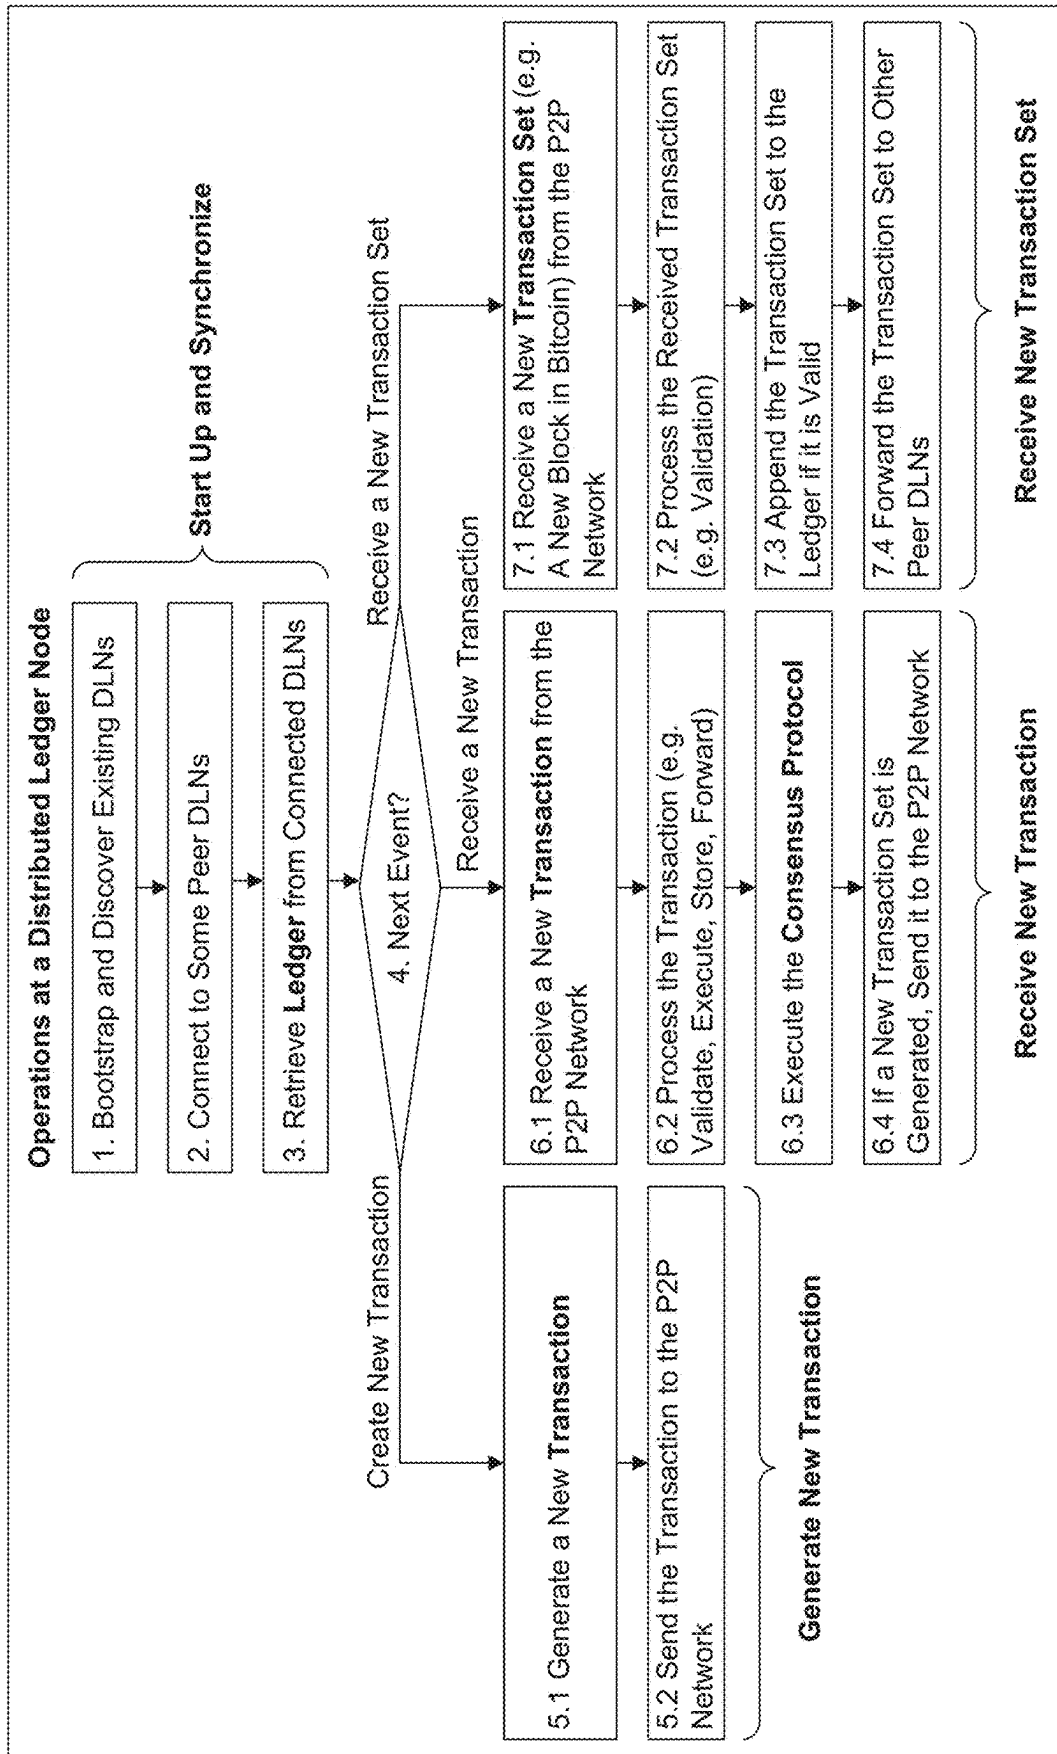 Operations at a Distributed Ledger Node
1. Bootstrap and Discover Existing DLNs
2. Connect to Some Peer DLNs
3. Retrieve Ledger from Connected DLNs
Start Up and Synchronize
4. Next Event?
Create New Transaction
Receive a New Transaction
Receive a New Transaction Set
5.1 Generate a New Transaction
5.2 Send the Transaction to the P2P
Network
Generate New Transaction
6.1 Receive a New Transaction from the
P2P Network
6.2 Process the Transaction (e.g.
Validate, Execute, Store, Forward)
6.3 Execute the Consensus Protocol
6.4 If a New Transaction Set is
Generated, Send it to the P2P Network
Receive New Transaction
7.1 Receive a New Transaction Set (e.g.
A New Block in Bitcoin) from the P2P
Network
7.2 Process the Received Transaction Set
(e.g. Validation)
7.3 Append the Transaction Set to the
Ledger if it is Valid
7.4 Forward the Transaction Set to Other
Peer DLNs
Receive New Transaction Set